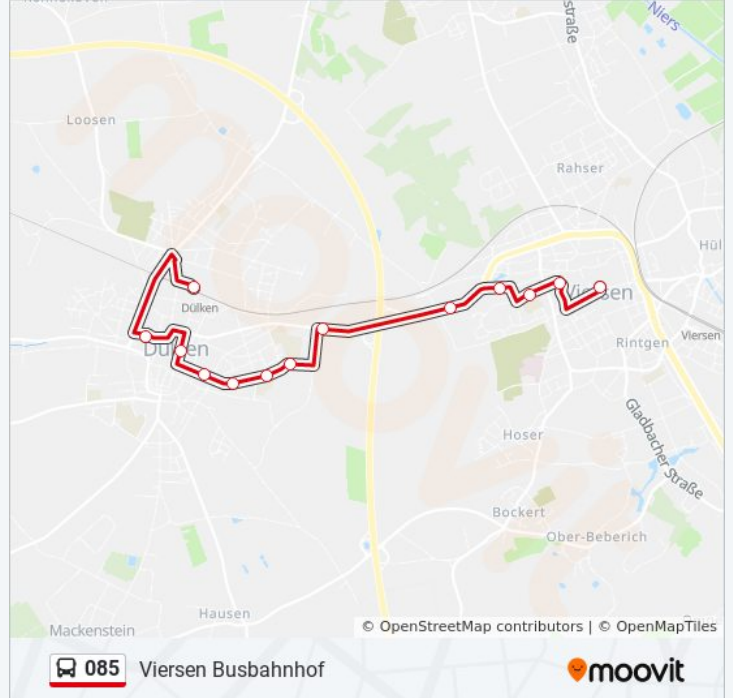 straße
Niers
Loosen
Rahser
Hül
Dülken
Viersen
Viersen
Rintgen
Dülken
Gladbacher Straße
Hoser
Bockert
Ober-Beberich
Hausen
Mackenstein
© OpenStreetMap contributors | © OpenMapTiles
085 Viersen Busbahnhof moovit